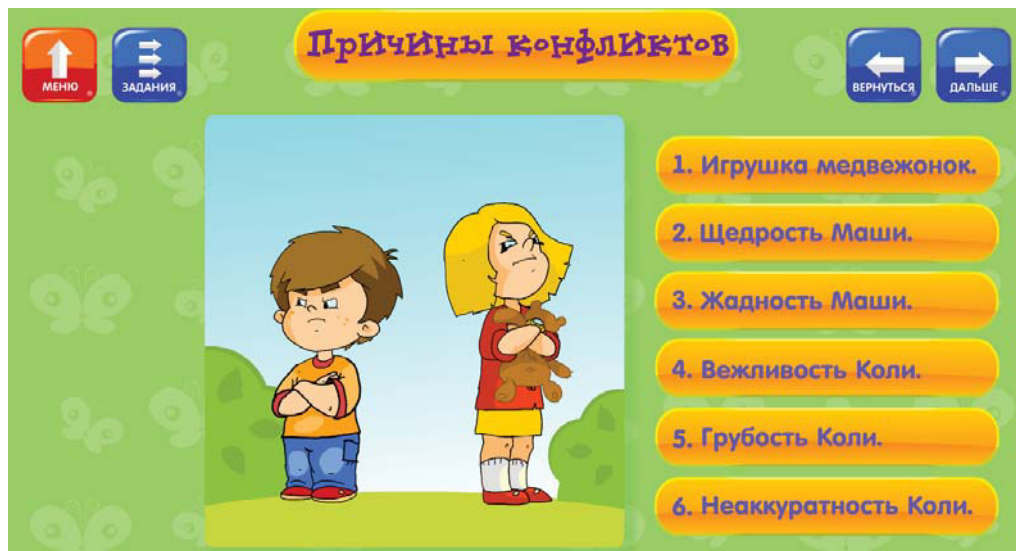 Причины конфликтов
МЕНЮ
ЗАДАНИЯ
ВЕРНУТЬСЯ
ДАЛЬШЕ
1. Игрушка медвежонок.
2. Щедрость Маши.
3. Жадность Маши.
4. Вежливость Коли.
5. Грубость Коли.
6. Неаккуратность Коли.